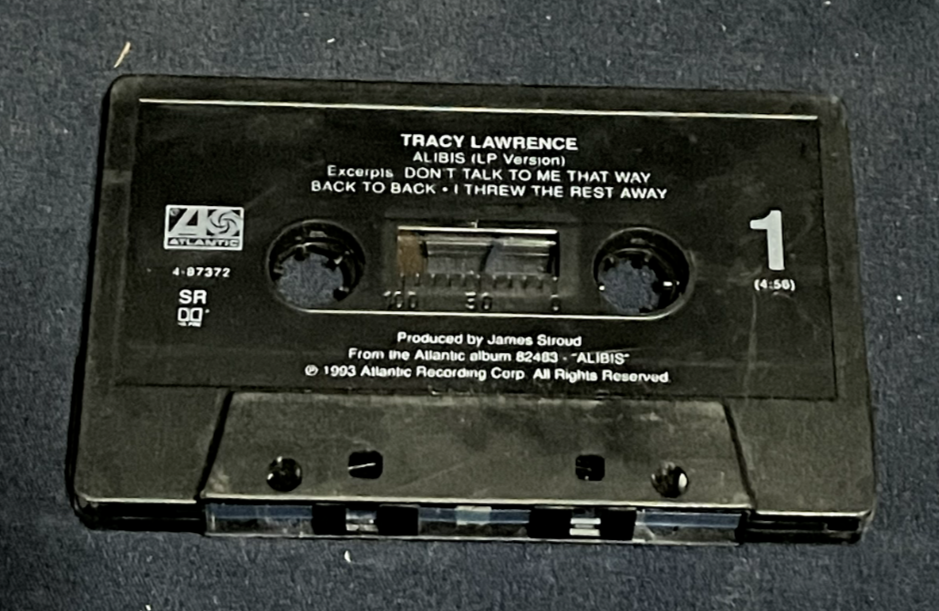 TRACY LAWRENCE
ALIBIS (LP Version)
Excerpts DON'T TALK TO ME THAT WAY
BACK TO BACK • I THREW THE REST AWAY
ATLANTIC
4-87372
SR
1
(4:56)
100 50 0
Produced by James Stroud
From the Atlantic album 82483 - "ALIBIS"
℗ 1993 Atlantic Recording Corp. All Rights Reserved.